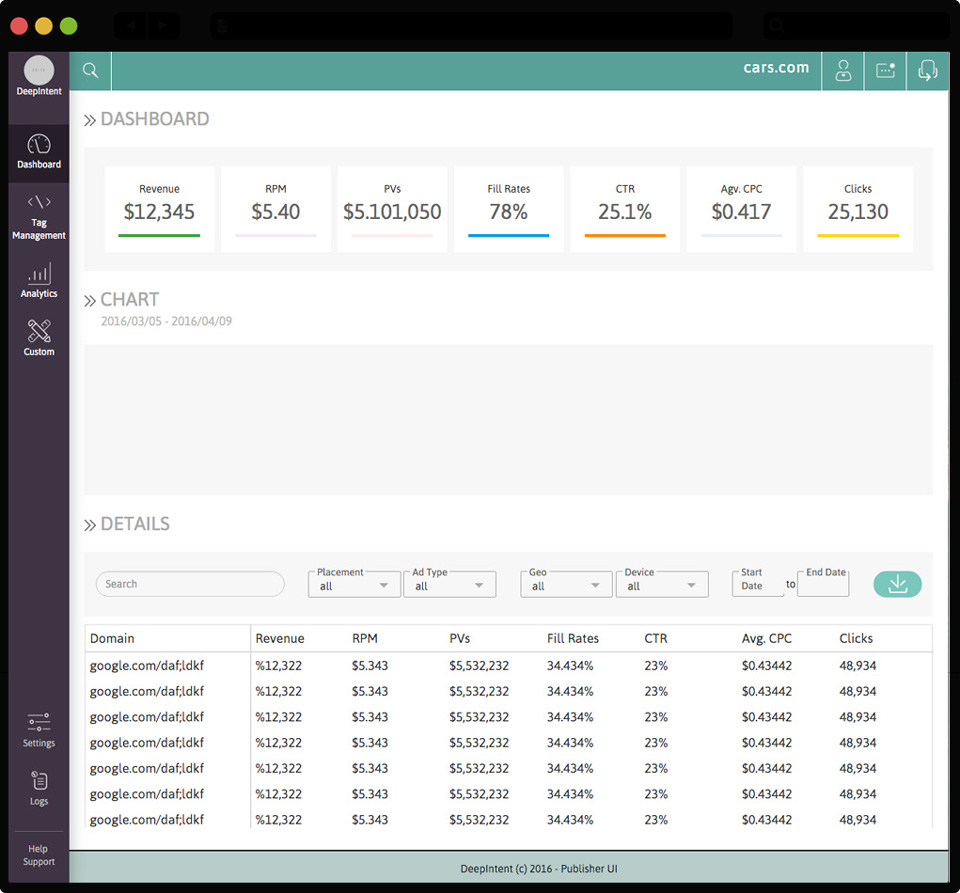 cars.com
DeepIntent
Dashboard
Tag
Management
Analytics
Custom
Settings
Logs
Help
Support
DASHBOARD
Revenue RPM PVs Fill Rates CTR Agv. CPC Clicks
$12,345 $5.40 $5.101,050 78% 25.1% $0.417 25,130
CHART
2016/03/05 - 2016/04/09
DETAILS
Search
Placement Ad Type Geo Device Start End Date
all all all all Date to
Domain Revenue RPM PVs Fill Rates CTR Avg. CPC Clicks
google.com/daf;ldkf %12,322 $5.343 $5,532,232 34.434% 23% $0.43442 48,934
google.com/daf;ldkf %12,322 $5.343 $5,532,232 34.434% 23% $0.43442 48,934
google.com/daf;ldkf %12,322 $5.343 $5,532,232 34.434% 23% $0.43442 48,934
google.com/daf;ldkf %12,322 $5.343 $5,532,232 34.434% 23% $0.43442 48,934
google.com/daf;ldkf %12,322 $5.343 $5,532,232 34.434% 23% $0.43442 48,934
google.com/daf;ldkf %12,322 $5.343 $5,532,232 34.434% 23% $0.43442 48,934
google.com/daf;ldkf %12,322 $5.343 $5,532,232 34.434% 23% $0.43442 48,934
DeepIntent (c) 2016 - Publisher UI